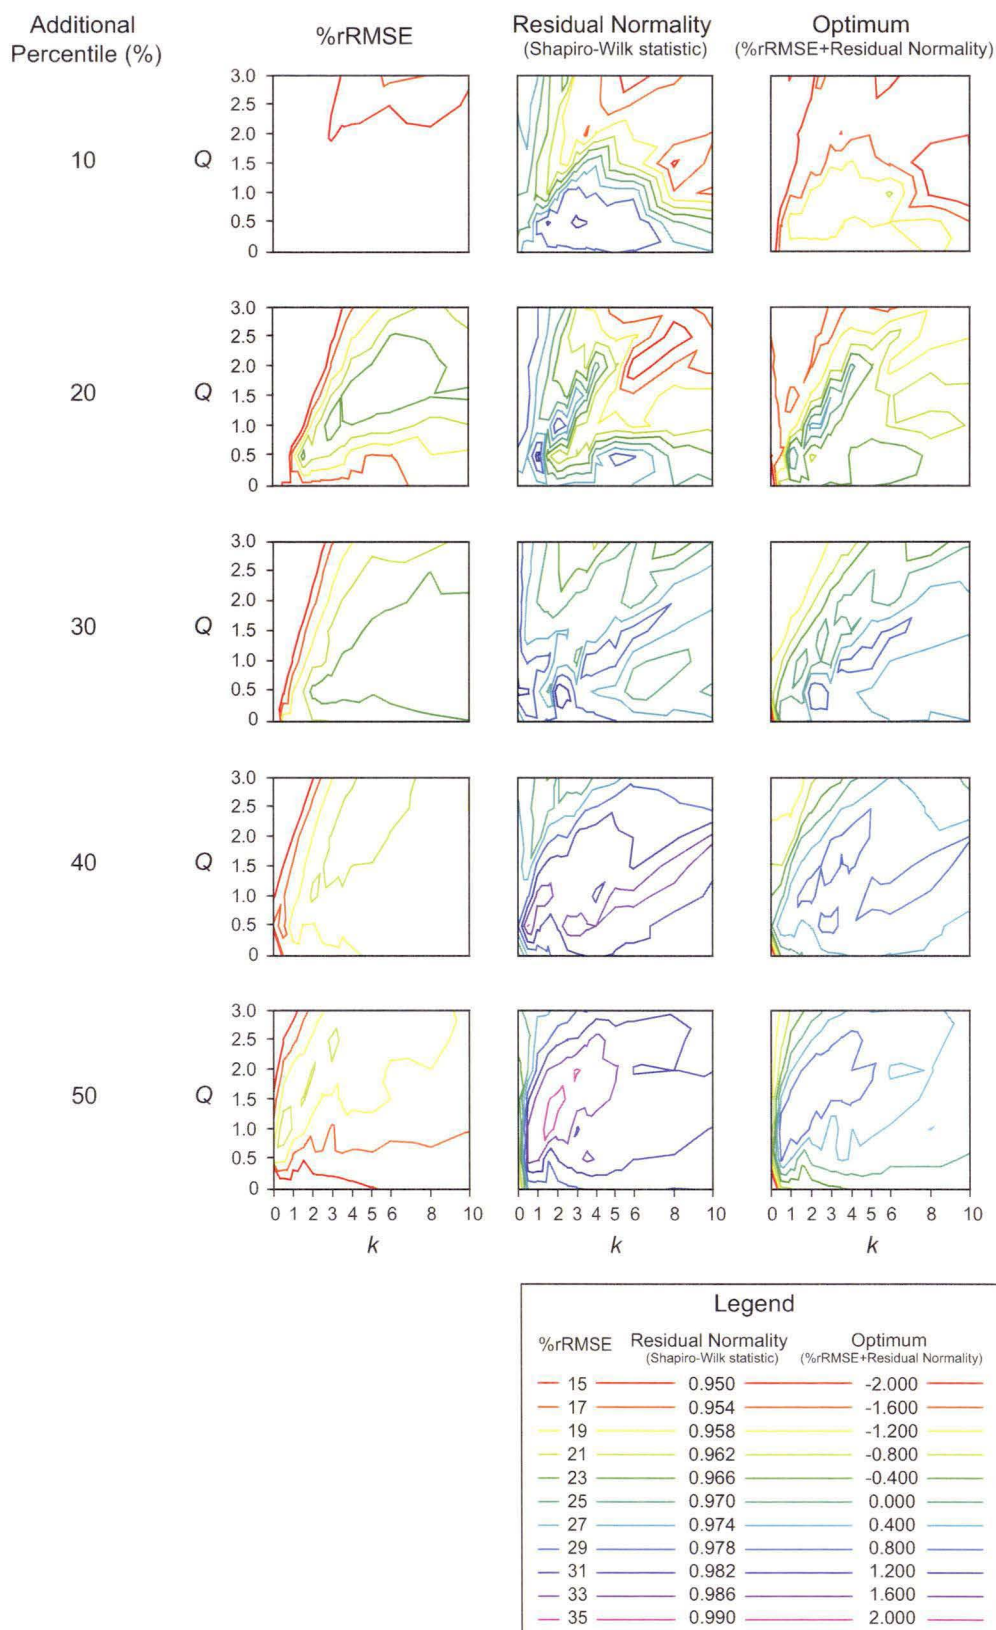 Additional
Percentile (%)
%rRMSE
Residual Normality
(Shapiro-Wilk statistic)
Optimum
(%rRMSE+Residual Normality)
10
Q
3.0
2.5
2.0
1.5
1.0
0.5
0
20
Q
3.0
2.5
2.0
1.5
1.0
0.5
0
30
Q
3.0
2.5
2.0
1.5
1.0
0.5
0
40
Q
3.0
2.5
2.0
1.5
1.0
0.5
0
50
Q
3.0
2.5
2.0
1.5
1.0
0.5
0
0 1 2 3 4 5 6 8 10
0 1 2 3 4 5 6 8 10
0 1 2 3 4 5 6 8 10
k
k
k
Legend
%rRMSE
Residual Normality
(Shapiro-Wilk statistic)
Optimum
(%rRMSE+Residual Normality)
15 0.950 -2.000
17 0.954 -1.600
19 0.958 -1.200
21 0.962 -0.800
23 0.966 -0.400
25 0.970 0.000
27 0.974 0.400
29 0.978 0.800
31 0.982 1.200
33 0.986 1.600
35 0.990 2.000